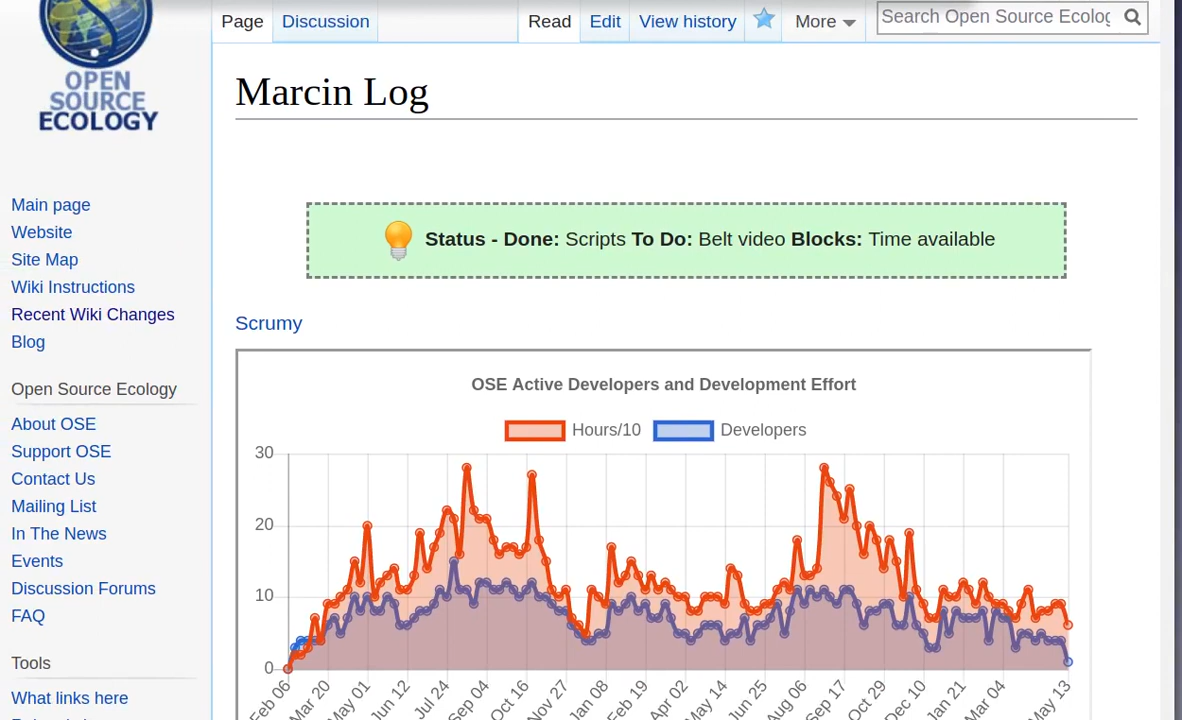 Page Discussion Read Edit View history More Search Open Source Ecolog
OPEN
SOURCE
ECOLOGY
Marcin Log
Main page
Website
Site Map
Wiki Instructions
Recent Wiki Changes
Blog
Open Source Ecology
About OSE
Support OSE
Contact Us
Mailing List
In The News
Events
Discussion Forums
FAQ
Tools
What links here
Status - Done: Scripts To Do: Belt video Blocks: Time available
Scrumy
OSE Active Developers and Development Effort
Hours/10 Developers
30
20
10
0
Feb 06 Mar 20 May 01 Jun 12 Jul 24 Sep 04 Oct 16 Nov 27 Jan 08 Feb 19 Apr 02 May 14 Jun 25 Aug 06 Sep 17 Oct 29 Dec 10 Jan 21 Mar 04 May 13